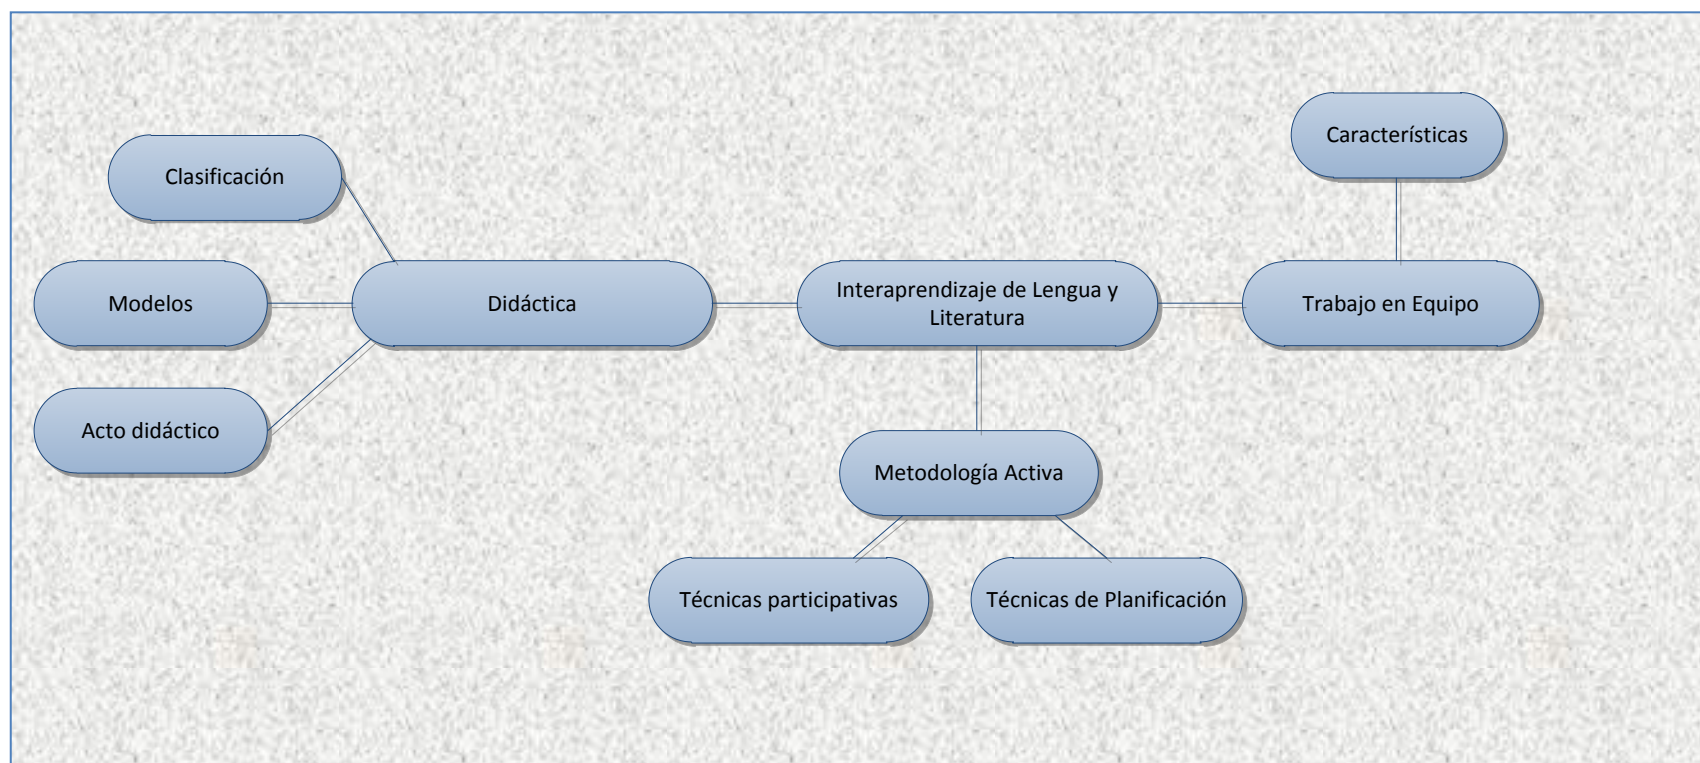 Características
Clasificación
Modelos
Didáctica
Interaprendizaje de Lengua y
Literatura
Trabajo en Equipo
Acto didáctico
Metodología Activa
Técnicas participativas
Técnicas de Planificación